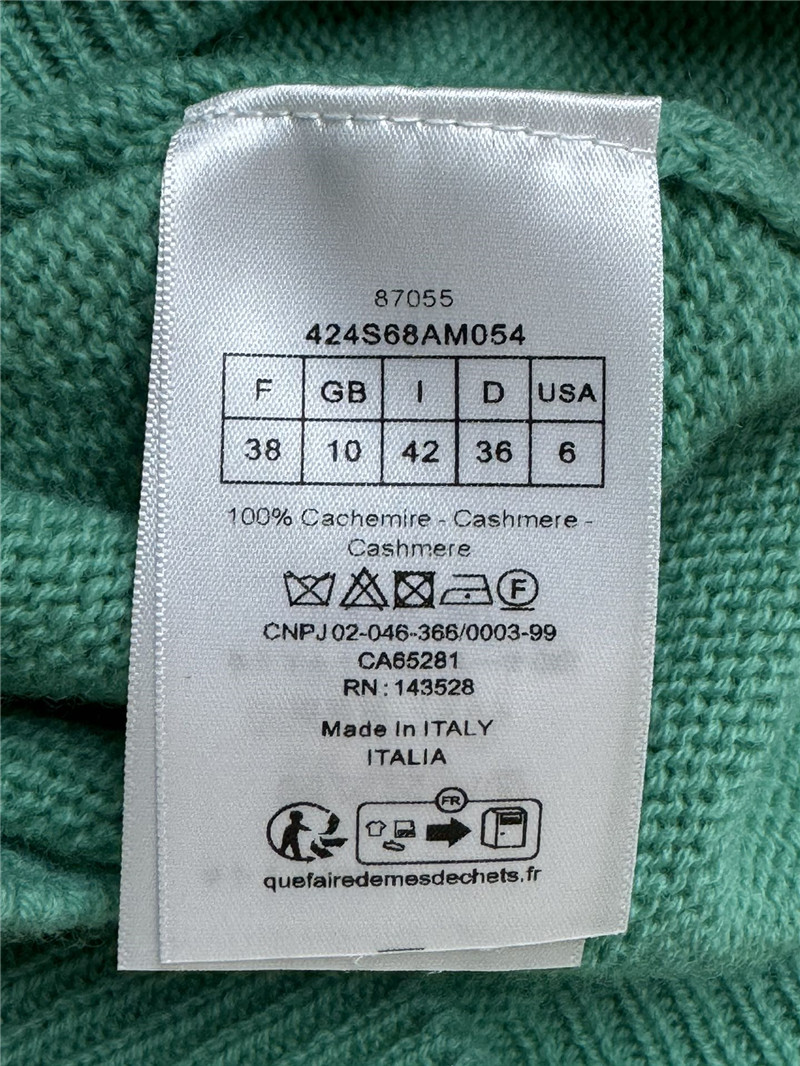 87055
424S68AM054
F GB I D USA
38 10 42 36 6
100% Cachemire - Cashmere -
Cashmere
F
CNPJ 02-046-366/0003-99
CA65281
RN : 143528
Made In ITALY
ITALIA
FR
quefairedemesdechets.fr